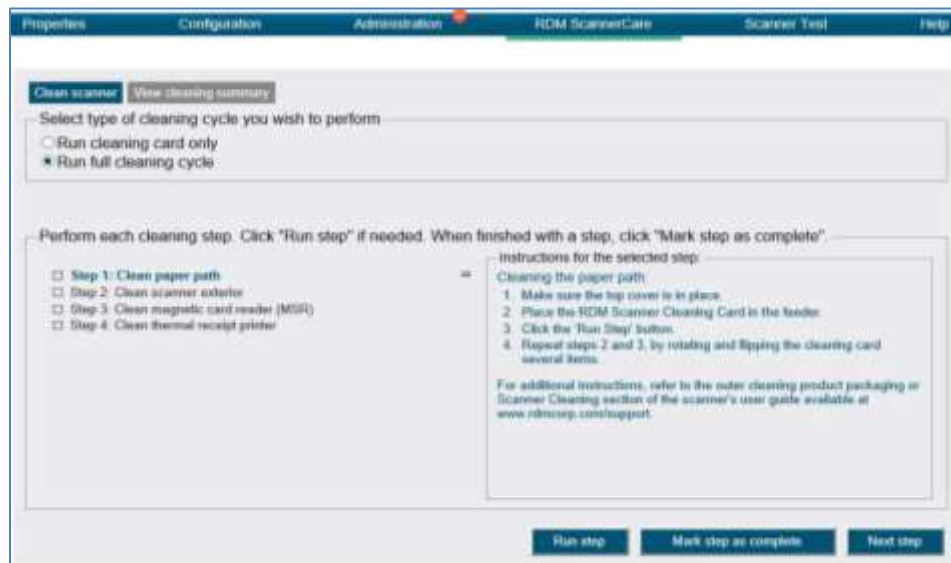 Properties Configuration Administration RDM ScannerCare Scanner Test Help
Clean scanner View cleaning summary
Select type of cleaning cycle you wish to perform
Run cleaning card only
Run full cleaning cycle
Perform each cleaning step. Click "Run step" if needed. When finished with a step, click "Mark step as complete".
Step 1: Clean paper path
Step 2: Clean scanner exterior
Step 3: Clean magnetic card reader (MSR)
Step 4: Clean thermal receipt printer
Instructions for the selected step:
Cleaning the paper path
1. Make sure the top cover is in place.
2. Place the RDM Scanner Cleaning Card in the feeder.
3. Click the 'Run Step' button.
4. Repeat steps 2 and 3, by rotating and flipping the cleaning card
several items.
For additional instructions, refer to the outer cleaning product packaging or
Scanner Cleaning section of the scanner's user guide available at
www.rdmcorp.com/support.
Run step Mark step as complete Next step